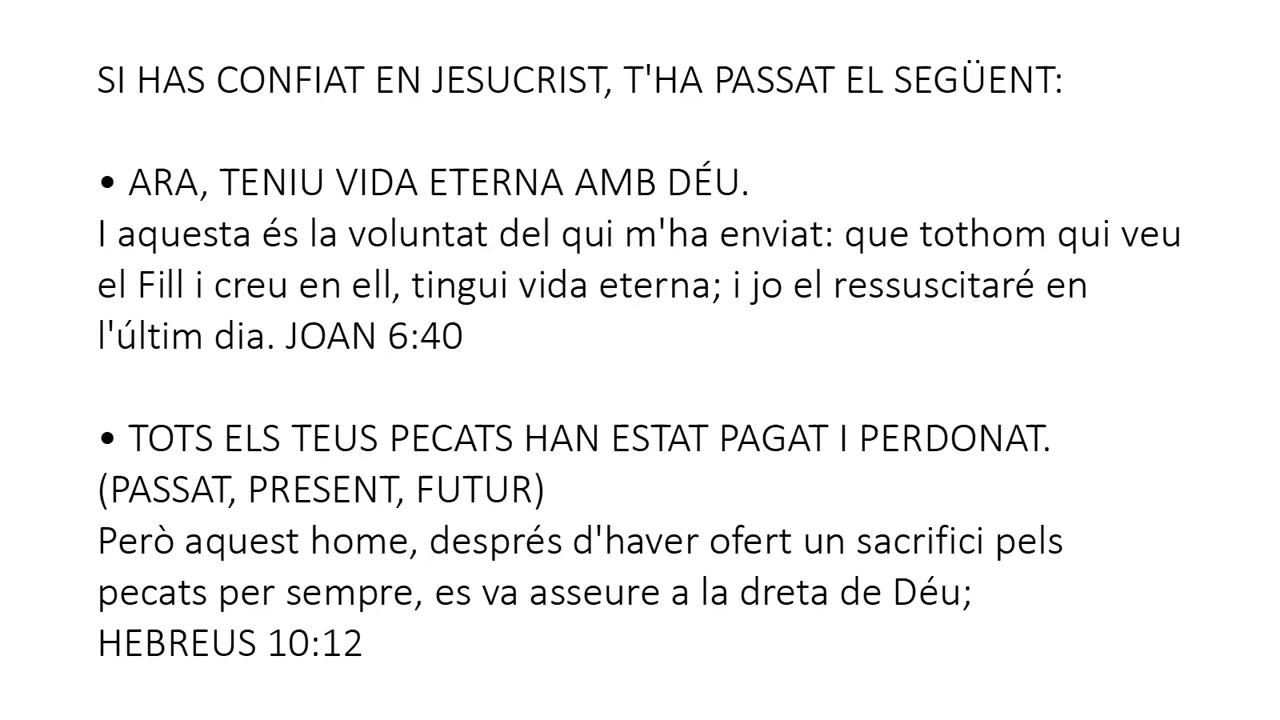 SI HAS CONFIAT EN JESUCRIST, T'HA PASSAT EL SEGÜENT:
• ARA, TENIU VIDA ETERNA AMB DÉU.
I aquesta és la voluntat del qui m'ha enviat: que tothom qui veu
el Fill i creu en ell, tingui vida eterna; i jo el ressuscitaré en
l'últim dia. JOAN 6:40
• TOTS ELS TEUS PECATS HAN ESTAT PAGAT I PERDONAT.
(PASSAT, PRESENT, FUTUR)
Però aquest home, després d'haver ofert un sacrifici pels
pecats per sempre, es va asseure a la dreta de Déu;
HEBREUS 10:12